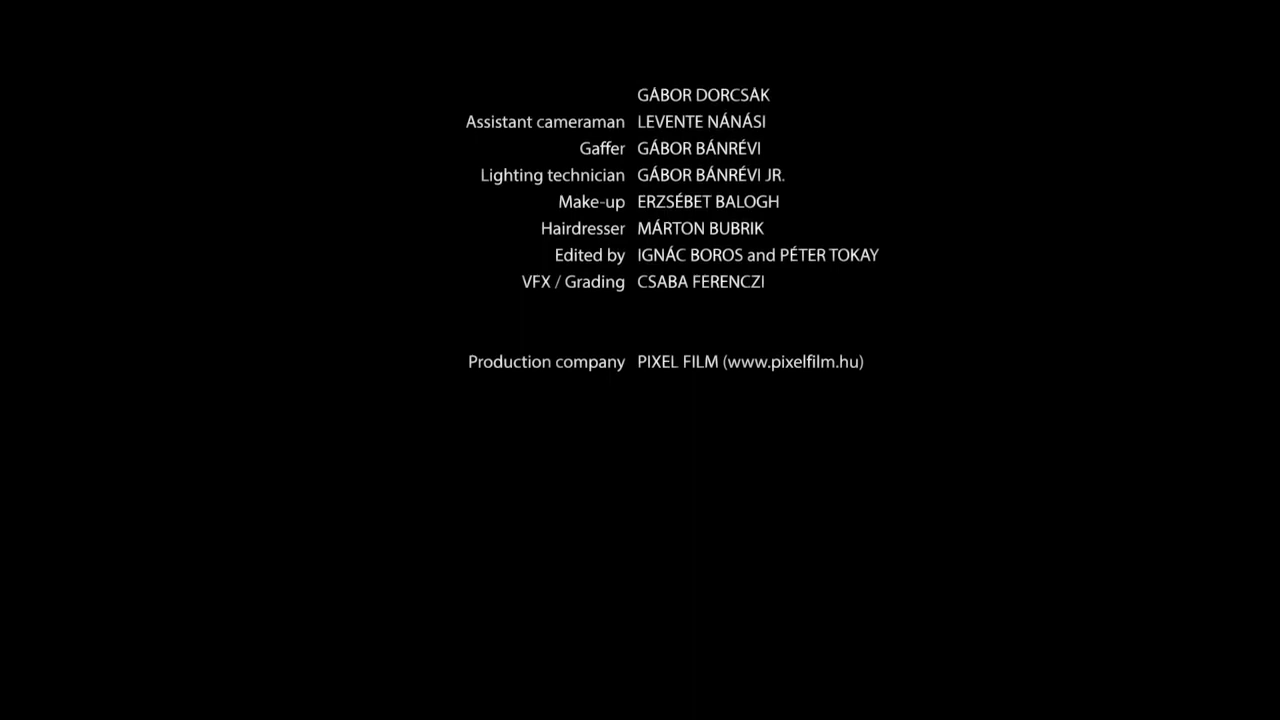 GÁBOR DORCSÁK
Assistant cameraman LEVENTE NÁNÁSI
Gaffer GÁBOR BÁNRÉVI
Lighting technician GÁBOR BÁNRÉVI JR.
Make-up ERZSÉBET BALOGH
Hairdresser MÁRTON BUBRIK
Edited by IGNÁC BOROS and PÉTER TOKAY
VFX / Grading CSABA FERENCZI
Production company PIXEL FILM (www.pixelfilm.hu)